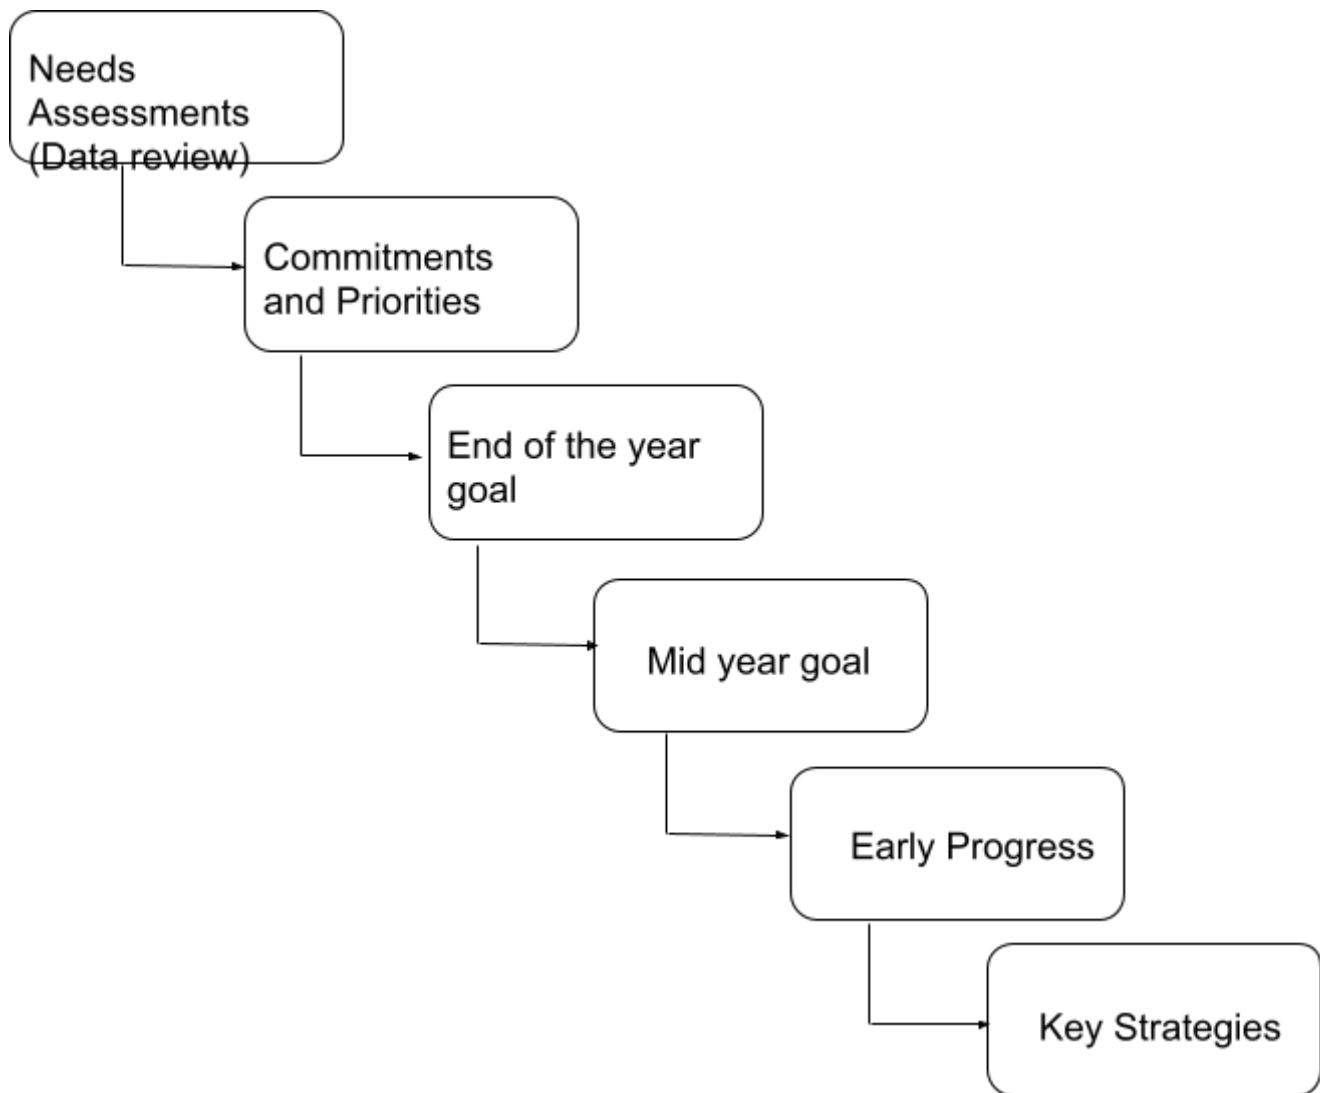 Needs
Assessments
(Data review)
Commitments
and Priorities
End of the year
goal
Mid year goal
Early Progress
Key Strategies